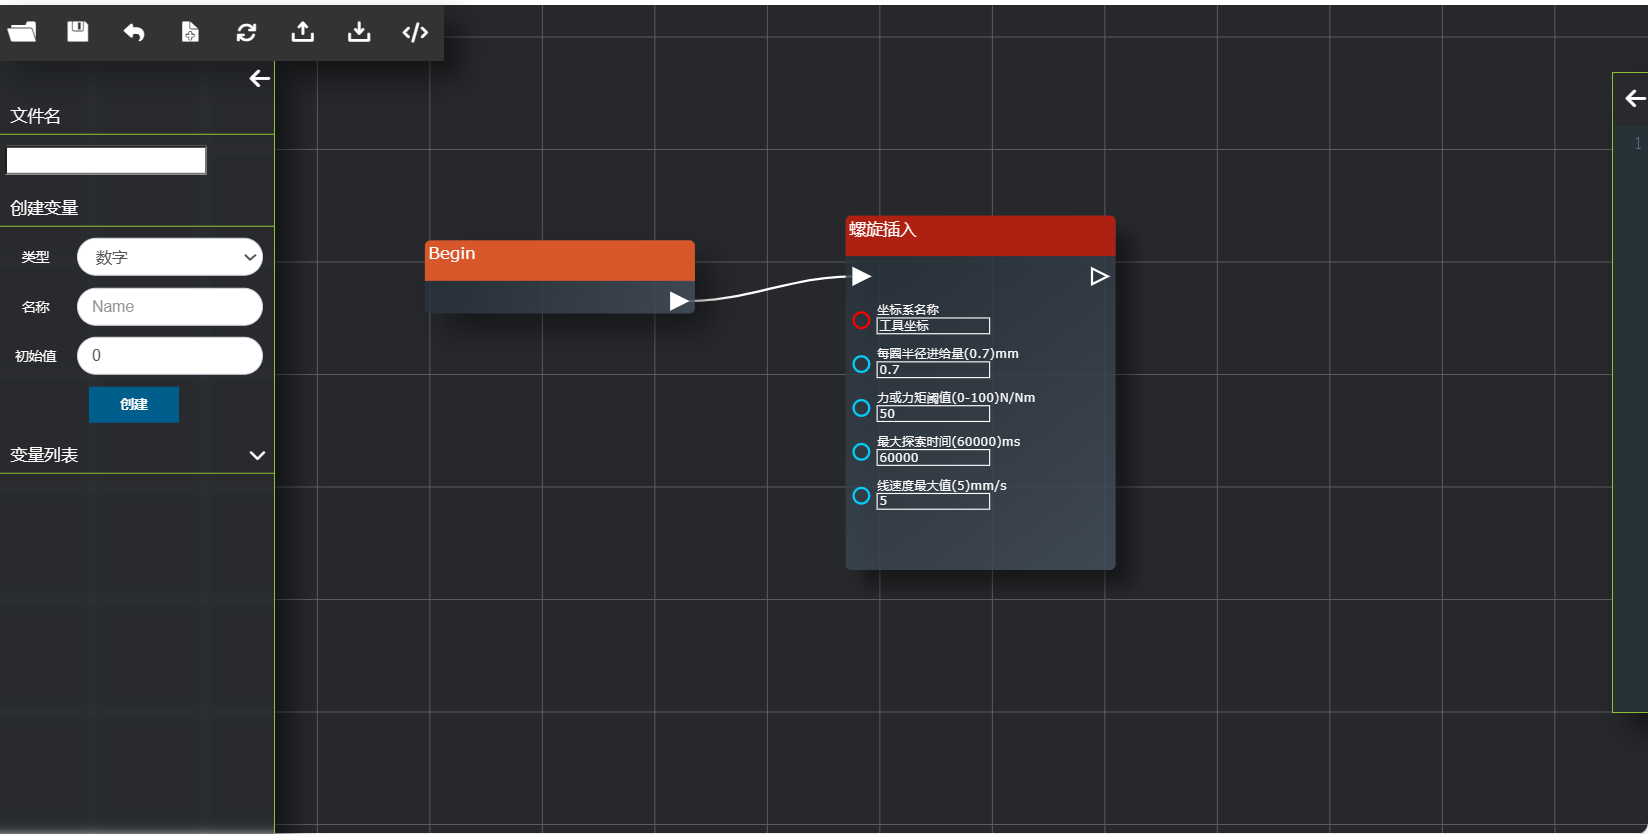 文件名
创建变量
类型
数字
名称
Name
初始值
0
创建
变量列表
Begin
螺旋插入
坐标系名称
工具坐标
每圈半径进给量(0.7)mm
0.7
力或力矩阈值(0-100)N/Nm
50
最大探索时间(60000)ms
60000
线速度最大值(5)mm/s
5
1